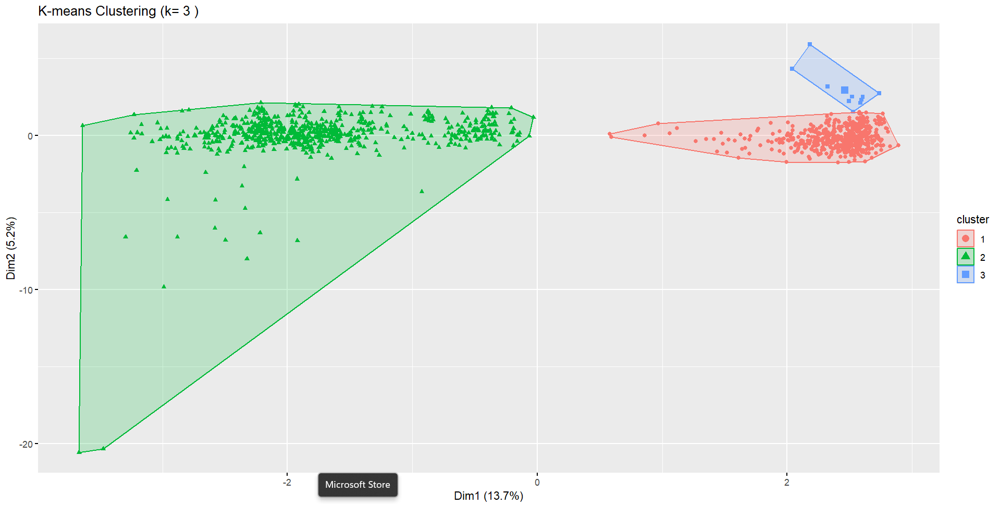 K-means Clustering (k= 3 )
0
-10
-20
Dim2 (5.2%)
-2
0
2
Dim1 (13.7%)
Microsoft Store
cluster
1
2
3